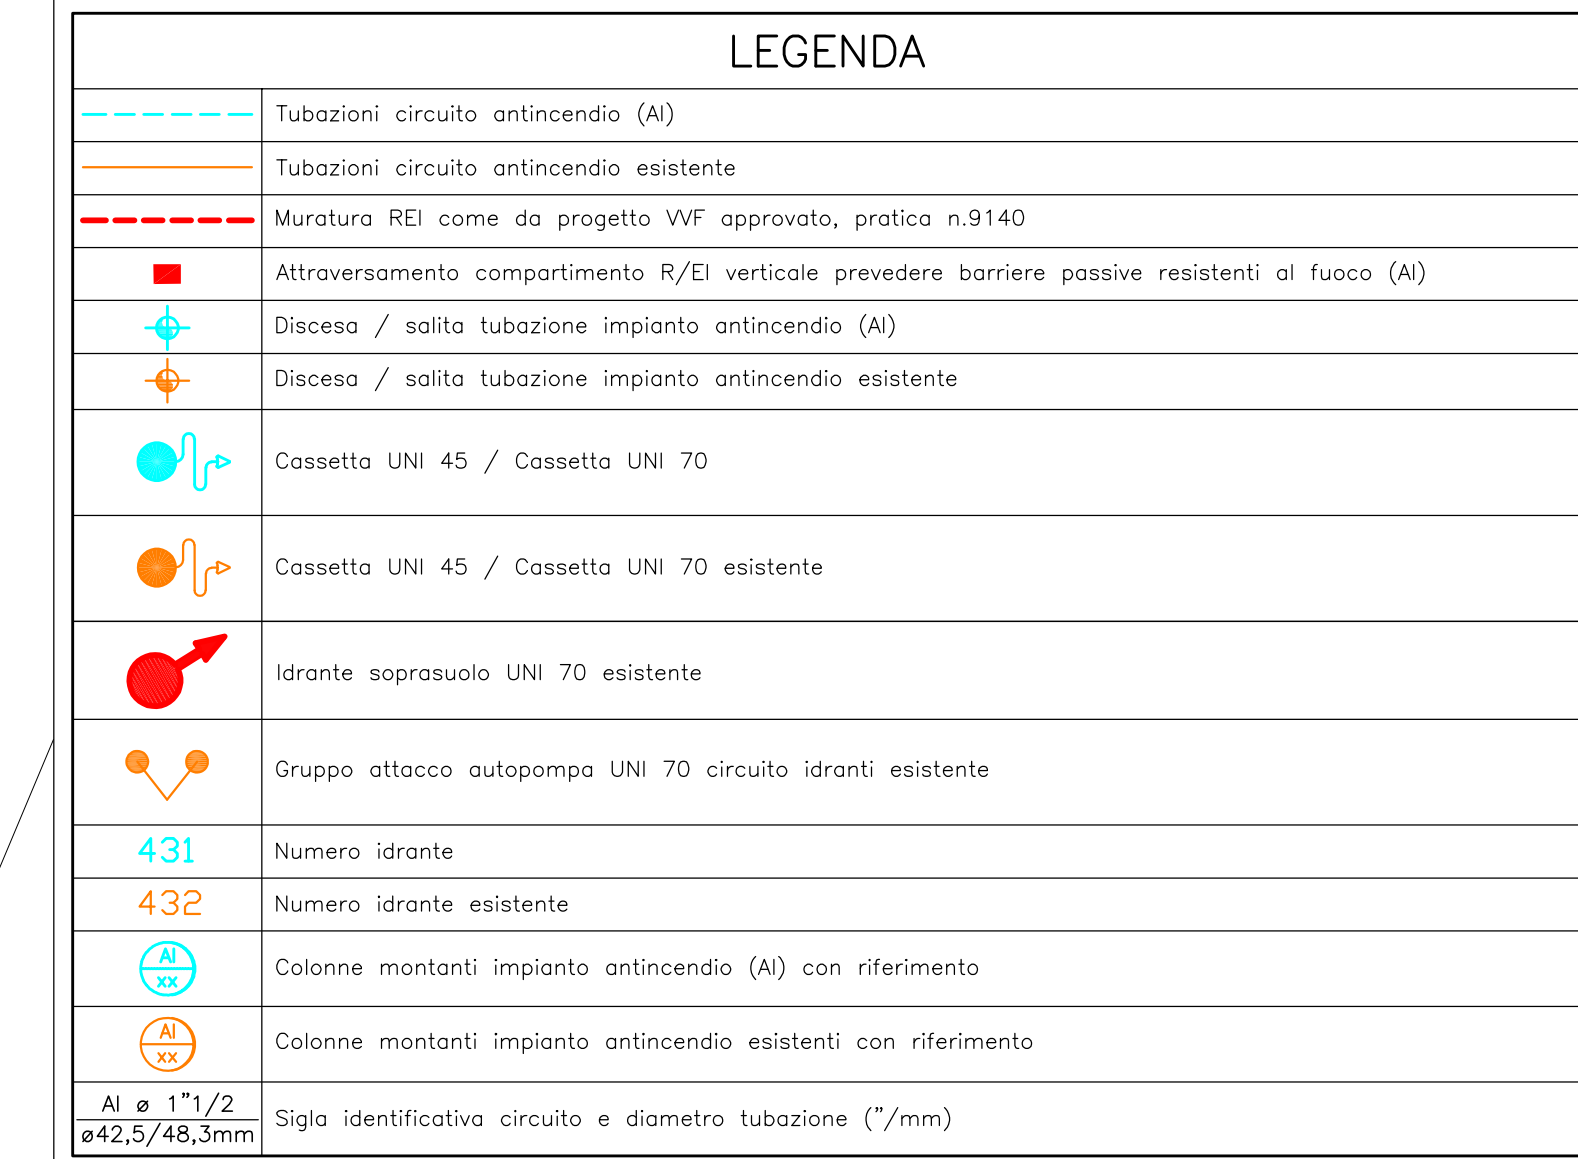 LEGENDA
Tubazioni circuito antincendio (AI)
Tubazioni circuito antincendio esistente
Muratura REI come da progetto VVF approvato, pratica n.9140
Attraversamento compartimento R/EI verticale prevedere barriere passive resistenti al fuoco (AI)
Discesa / salita tubazione impianto antincendio (AI)
Discesa / salita tubazione impianto antincendio esistente
Cassetta UNI 45 / Cassetta UNI 70
Cassetta UNI 45 / Cassetta UNI 70 esistente
Idrante soprasuolo UNI 70 esistente
Gruppo attacco autopompa UNI 70 circuito idranti esistente
431 Numero idrante
432 Numero idrante esistente
AI
xx
Colonne montanti impianto antincendio (AI) con riferimento
AI
xx
Colonne montanti impianto antincendio esistenti con riferimento
AI ø 1"1/2
ø42,5/48,3mm
Sigla identificativa circuito e diametro tubazione ("/mm)